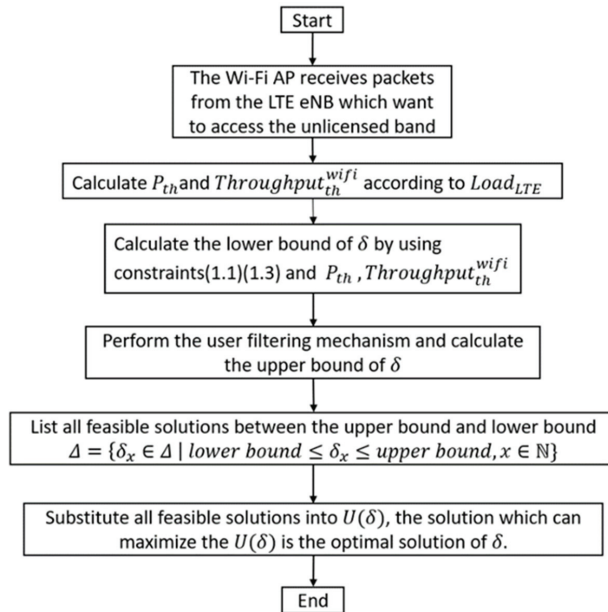 Start
The Wi-Fi AP receives packets
from the LTE eNB which want
to access the unlicensed band
Calculate P_th and Throughput_th^wifi according to Load_LTE
Calculate the lower bound of δ by using
constraints(1.1)(1.3) and P_th , Throughput_th^wifi
Perform the user filtering mechanism and calculate
the upper bound of δ
List all feasible solutions between the upper bound and lower bound
Δ = {δ_x ∈ Δ | lower bound ≤ δ_x ≤ upper bound, x ∈ ℕ}
Substitute all feasible solutions into U(δ), the solution which can
maximize the U(δ) is the optimal solution of δ.
End